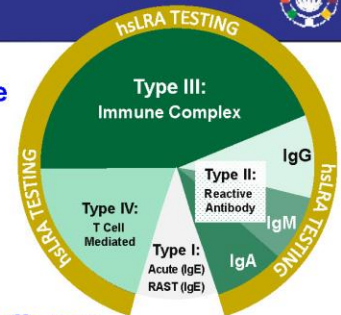 hsLRA TESTING
e
Type III:
Immune Complex
IgG
Type II:
Reactive
Antibody
IgM
IgA
Type IV:
T Cell
Mediated
Type I:
Acute (IgE)
RAST (IgE)
hsLRA TESTING
hsLRA TESTING